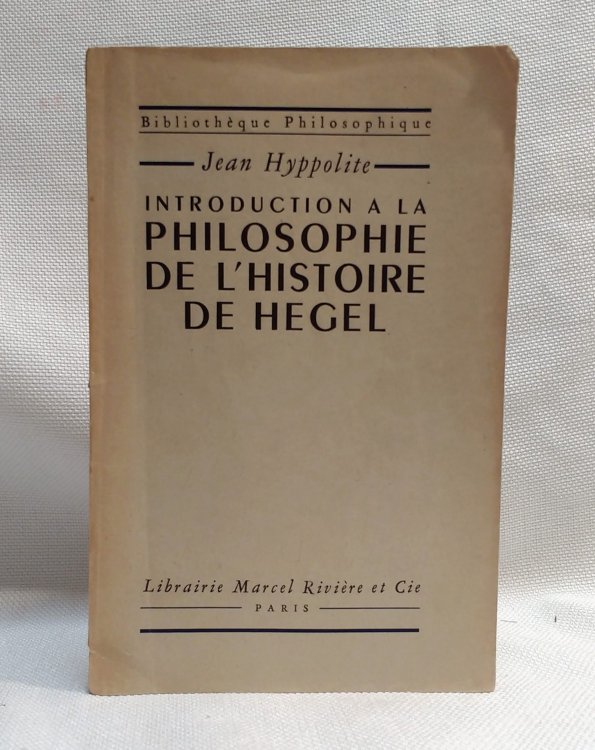 Bibliothèque Philosophique
Jean Hyppolite
INTRODUCTION A LA
PHILOSOPHIE
DE L'HISTOIRE
DE HEGEL
Librairie Marcel Rivière et Cie
PARIS